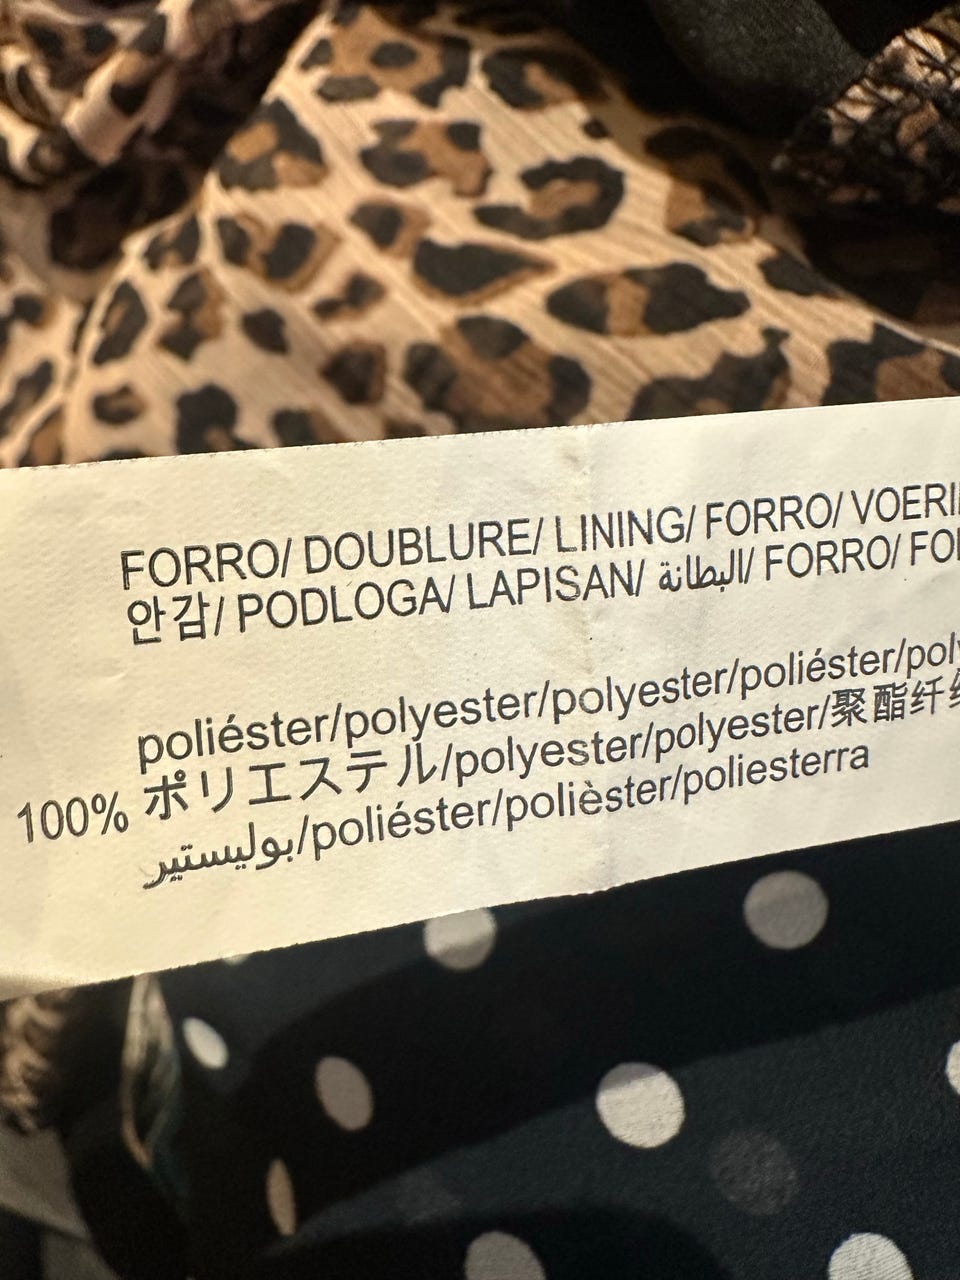 FORRO/ DOUBLURE/ LINING/ FORRO/ VOERI
안감/ PODLOGA/ LAPISAN/ البطانة/ FORRO/ FO
poliéster/polyester/polyester/poliéster/pol
100% ポリエステル/polyester/polyester/聚酯纤
بوليستير/poliéster/polièster/poliesterra